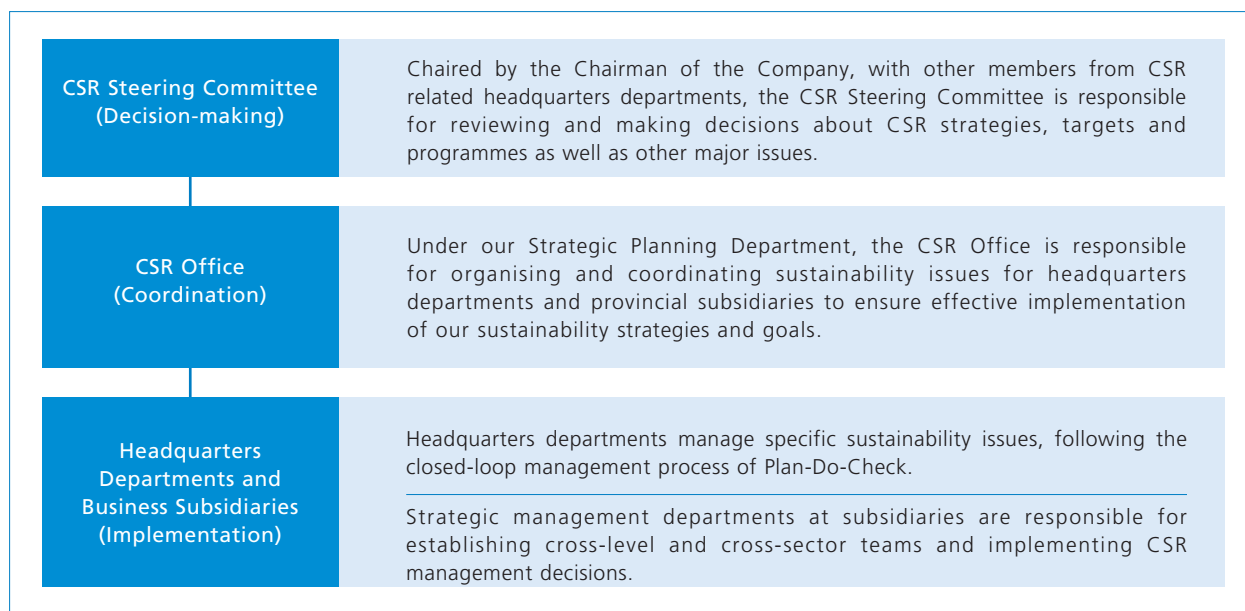 CSR Steering Committee
(Decision-making)
Chaired by the Chairman of the Company, with other members from CSR
related headquarters departments, the CSR Steering Committee is responsible
for reviewing and making decisions about CSR strategies, targets and
programmes as well as other major issues.
CSR Office
(Coordination)
Under our Strategic Planning Department, the CSR Office is responsible
for organising and coordinating sustainability issues for headquarters
departments and provincial subsidiaries to ensure effective implementation
of our sustainability strategies and goals.
Headquarters
Departments and
Business Subsidiaries
(Implementation)
Headquarters departments manage specific sustainability issues, following the
closed-loop management process of Plan-Do-Check.
Strategic management departments at subsidiaries are responsible for
establishing cross-level and cross-sector teams and implementing CSR
management decisions.